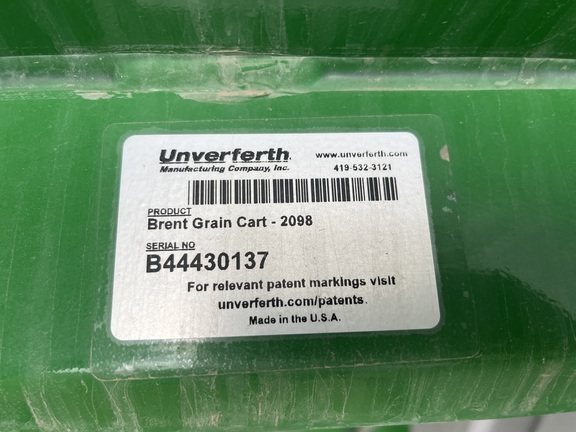 Unverferth
Manufacturing Company, Inc.
www.unverferth.com
419-532-3121
PRODUCT
Brent Grain Cart - 2098
SERIAL NO
B44430137
For relevant patent markings visit
unverferth.com/patents.
Made in the U.S.A.